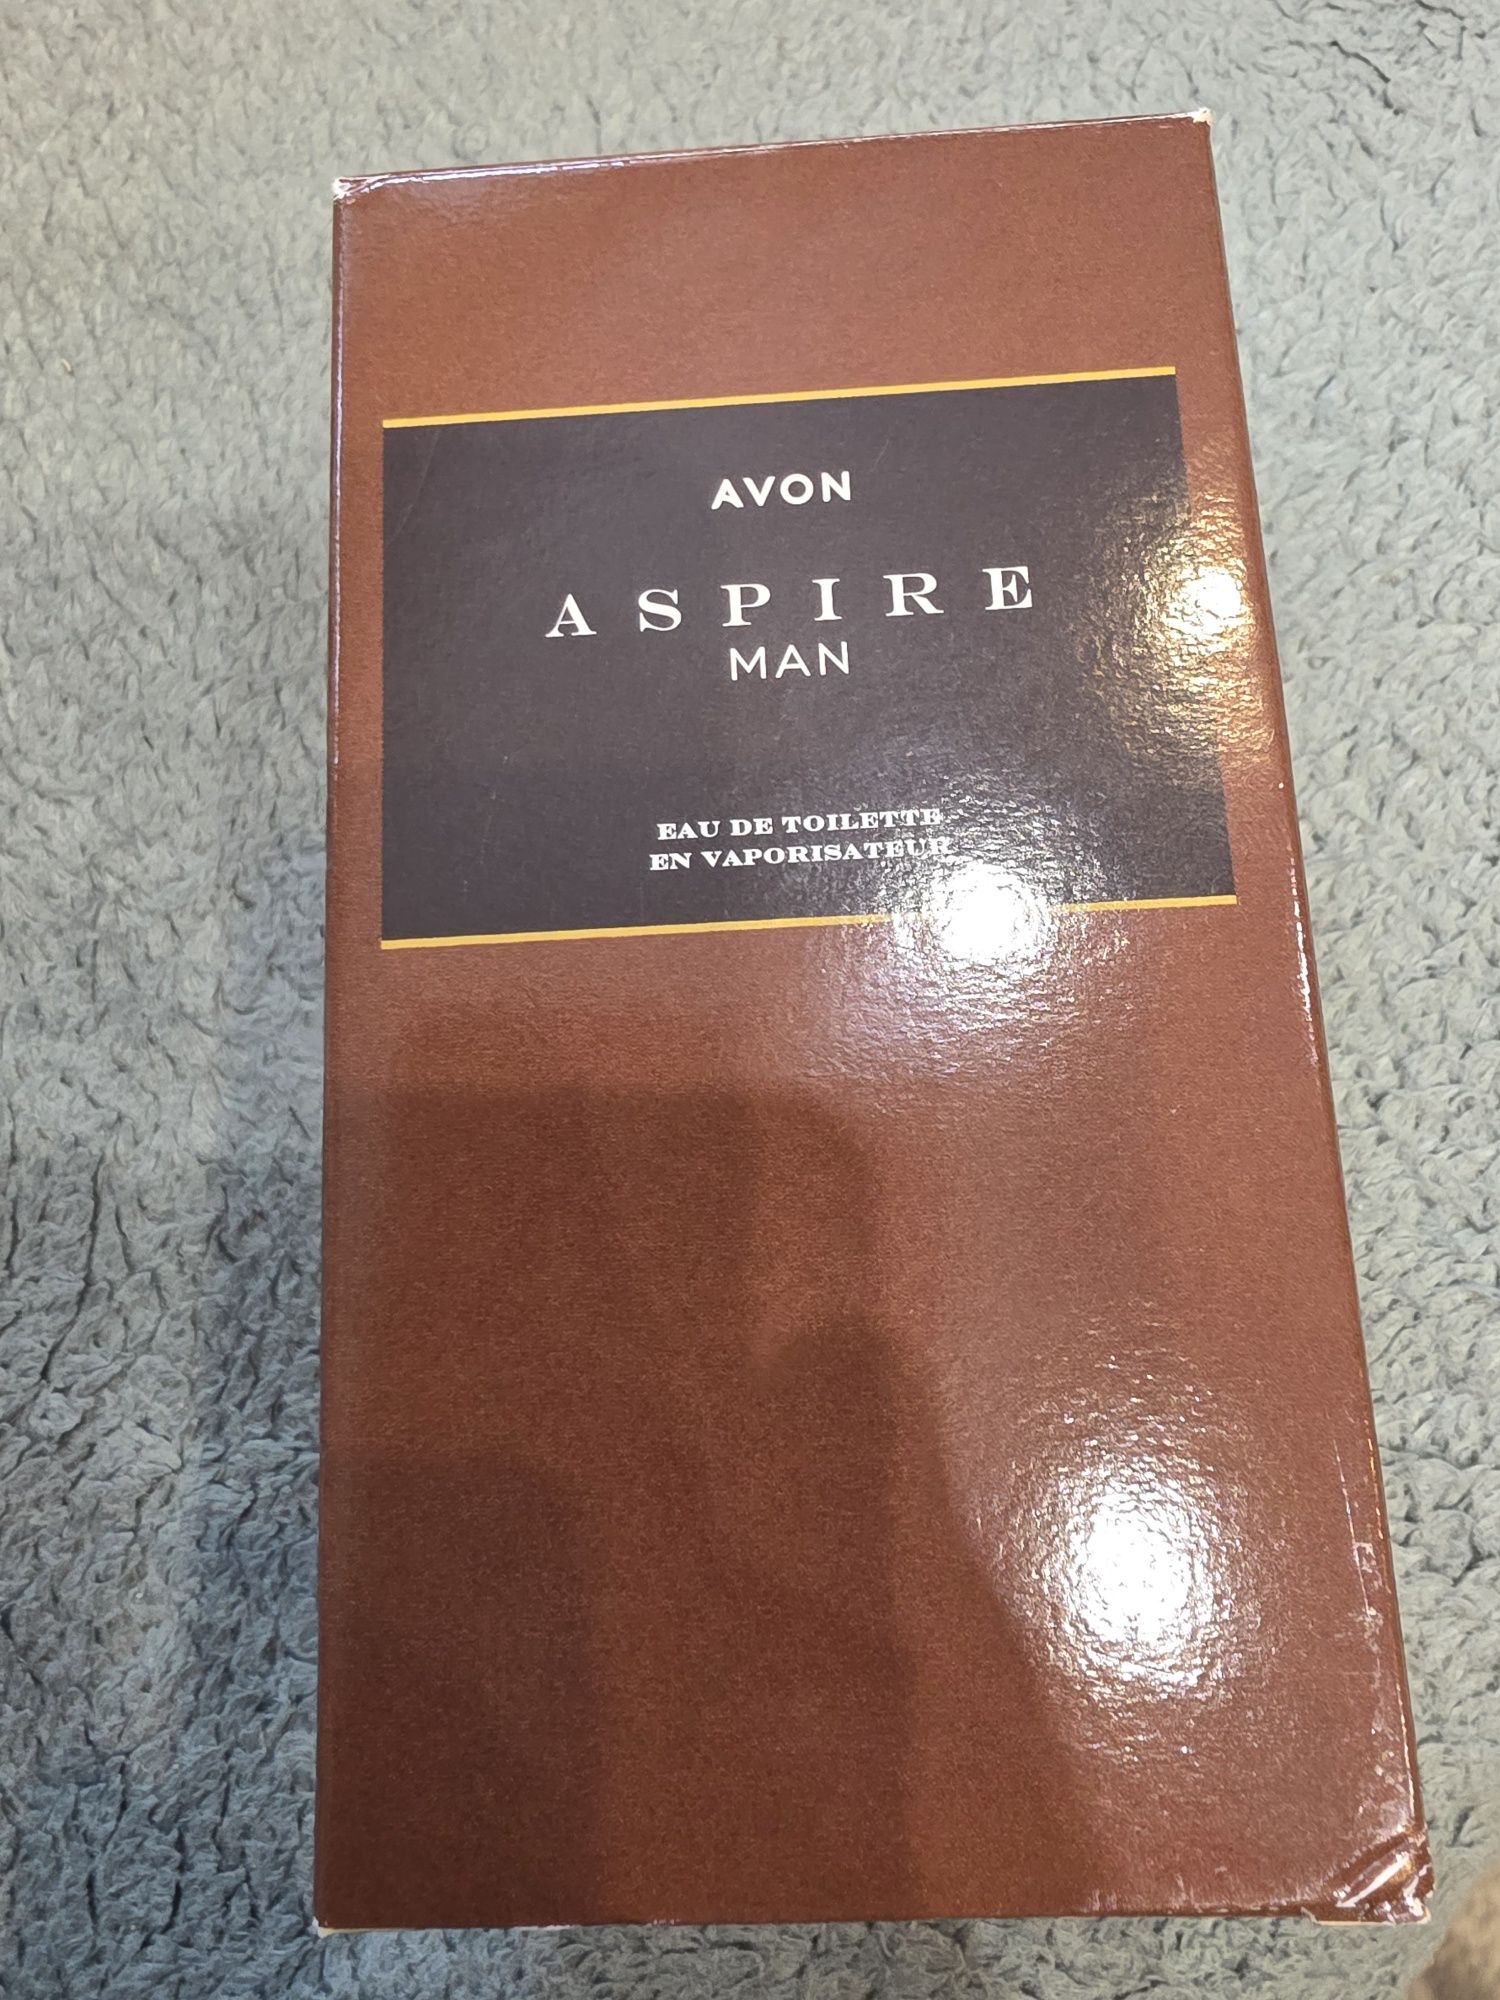 AVON
ASPIRE
MAN
EAU DE TOILETTE
EN VAPORISATEUR